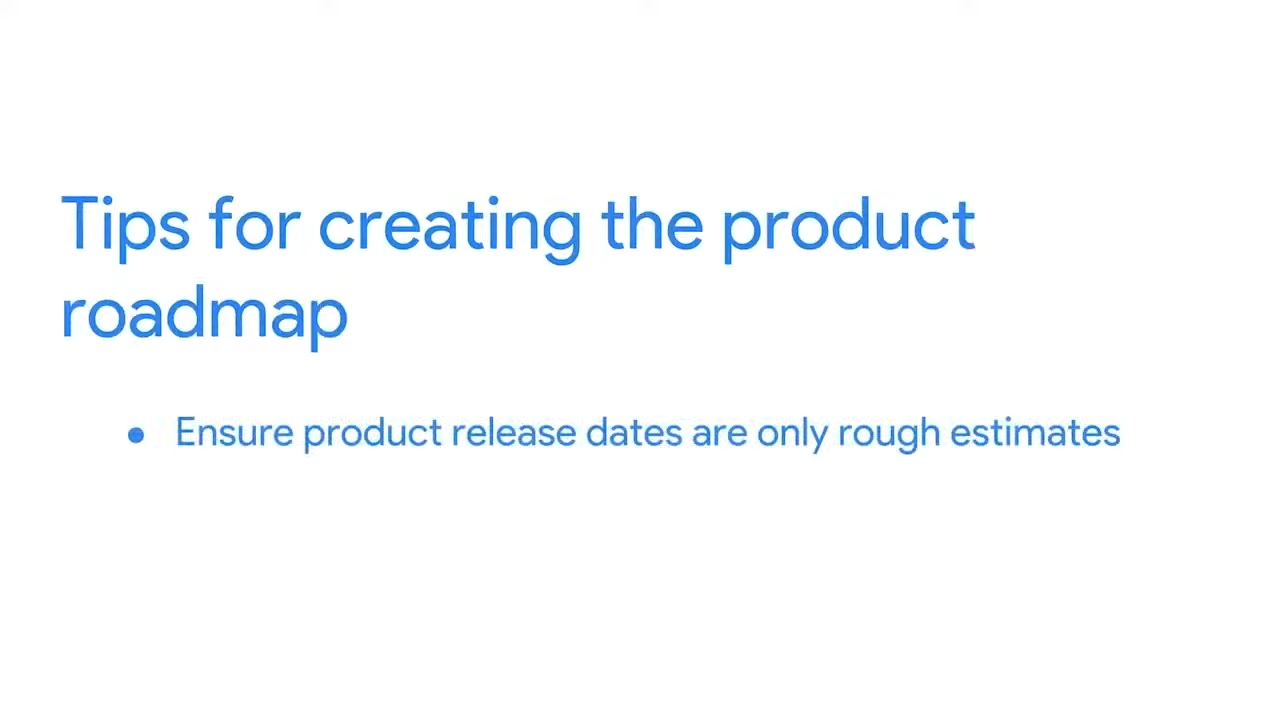 Tips for creating the product
roadmap
● Ensure product release dates are only rough estimates